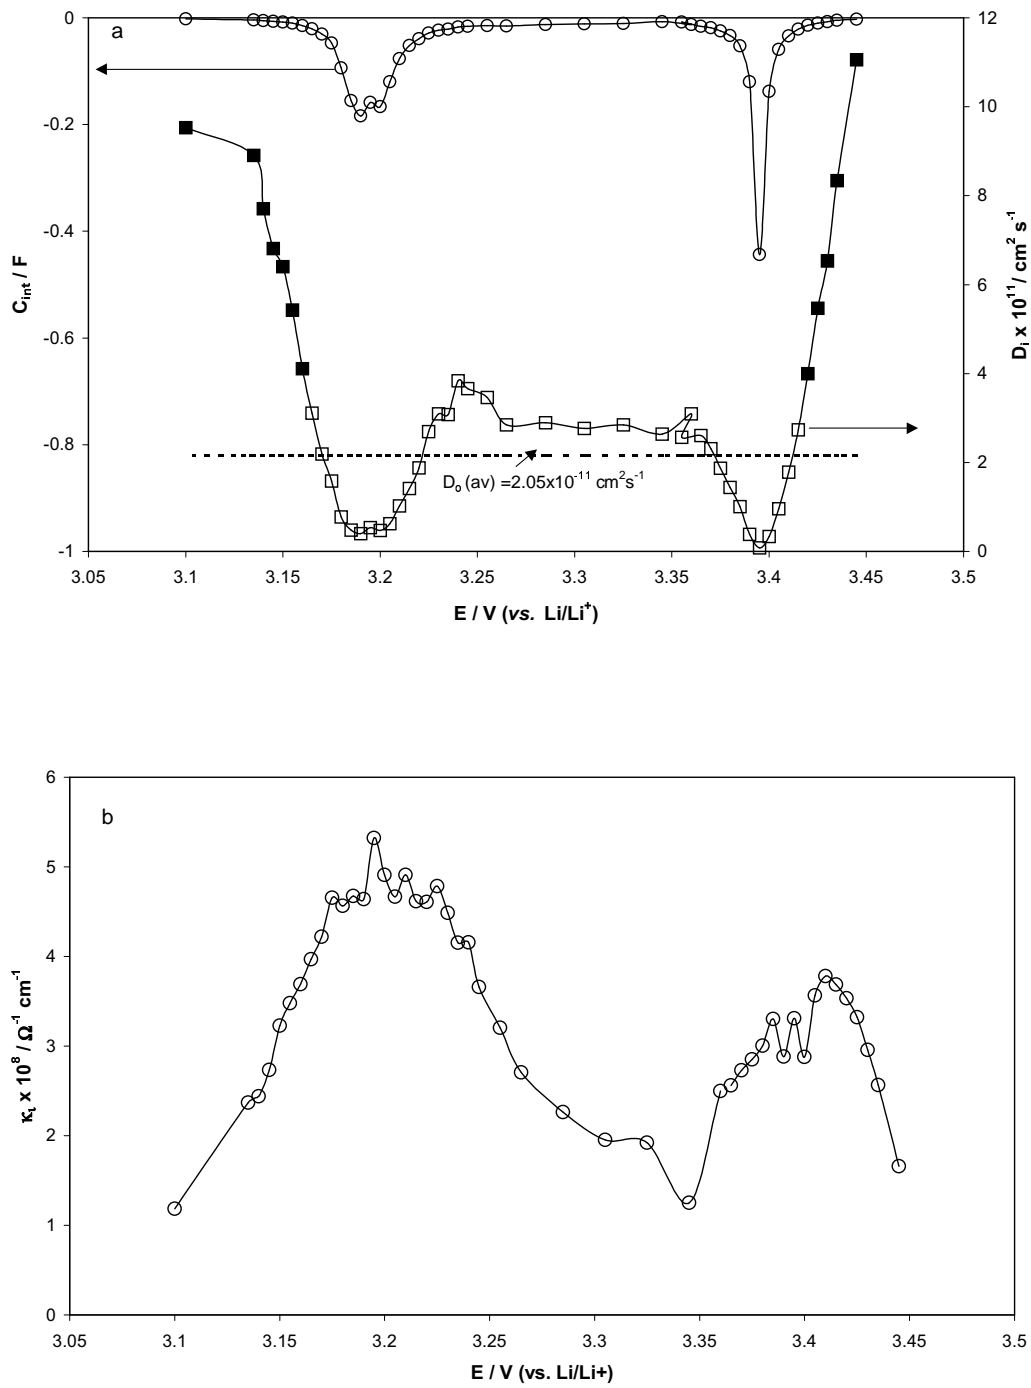 a
0
-0.2
-0.4
-0.6
-0.8
-1
C_int / F
12
10
8
6
4
2
0
D_i x 10^11 / cm^2 s^-1
D_o (av) =2.05x10^-11 cm^2s^-1
3.05 3.1 3.15 3.2 3.25 3.3 3.35 3.4 3.45 3.5
E / V (vs. Li/Li^+)
b
6
5
4
3
2
1
0
κ_ι x 10^8 / Ω^-1 cm^-1
3.05 3.1 3.15 3.2 3.25 3.3 3.35 3.4 3.45 3.5
E / V (vs. Li/Li+)